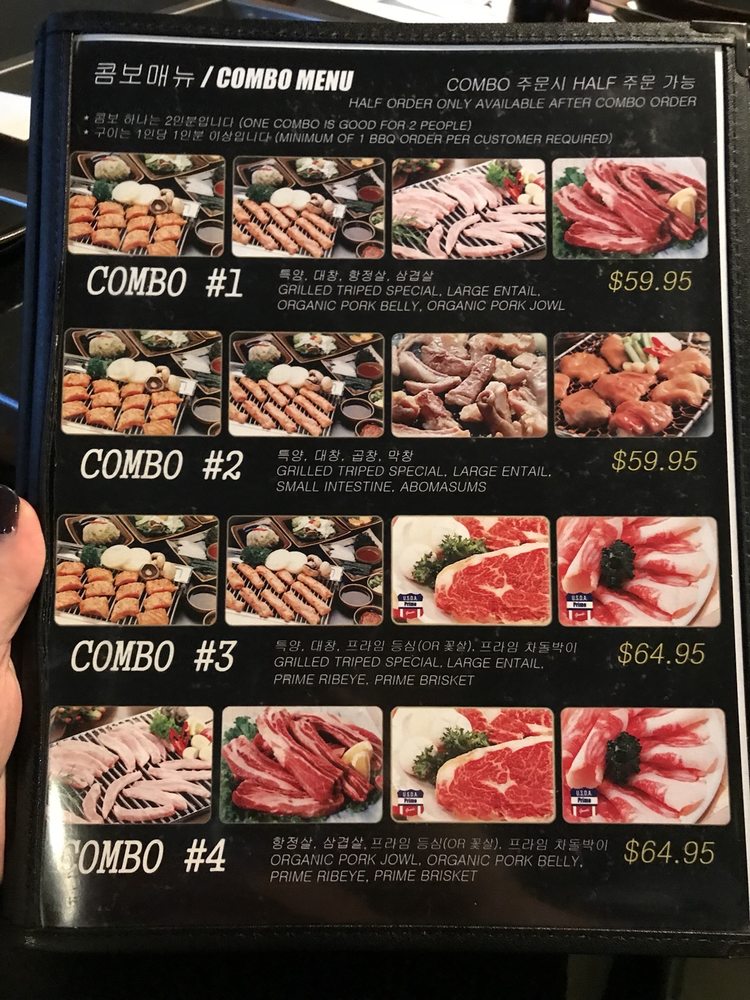 콤보메뉴 / COMBO MENU
COMBO 주문시 HALF 주문 가능
HALF ORDER ONLY AVAILABLE AFTER COMBO ORDER
* 콤보 하나는 2인분입니다 (ONE COMBO IS GOOD FOR 2 PEOPLE)
* 구이는 1인당 1인분 이상입니다 (MINIMUM OF 1 BBQ ORDER PER CUSTOMER REQUIRED)
COMBO #1
특양, 대창, 항정살, 삼겹살
GRILLED TRIPED SPECIAL, LARGE ENTAIL,
ORGANIC PORK BELLY, ORGANIC PORK JOWL
$59.95
COMBO #2
특양, 대창, 곱창, 막창
GRILLED TRIPED SPECIAL, LARGE ENTAIL,
SMALL INTESTINE, ABOMASUMS
$59.95
U.S.D.A.
Prime
U.S.D.A.
Prime
COMBO #3
특양, 대창, 프라임 등심(OR 꽃살), 프라임 차돌박이
GRILLED TRIPED SPECIAL, LARGE ENTAIL,
PRIME RIBEYE, PRIME BRISKET
$64.95
U.S.D.A.
Prime
U.S.D.A.
Prime
COMBO #4
항정살, 삼겹살, 프라임 등심(OR 꽃살), 프라임 차돌박이
ORGANIC PORK JOWL, ORGANIC PORK BELLY,
PRIME RIBEYE, PRIME BRISKET
$64.95